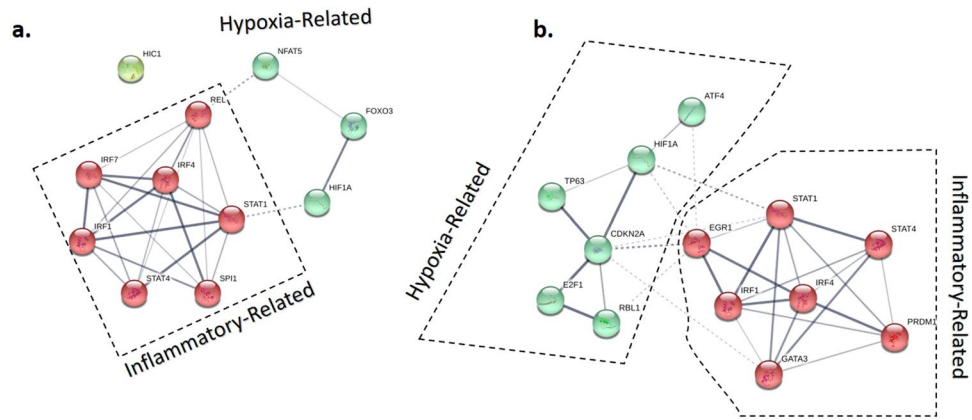 a.
Hypoxia-Related
HIC1
NFAT5
REL
FOXO3
IRF7
IRF4
HIF1A
STAT1
IRF1
STAT4
SPI1
Inflammatory-Related
b.
Hypoxia-Related
ATF4
HIF1A
TP63
CDKN2A
E2F1
RBL1
EGR1
STAT1
STAT4
IRF1
IRF4
PRDM1
GATA3
Inflammatory-Related